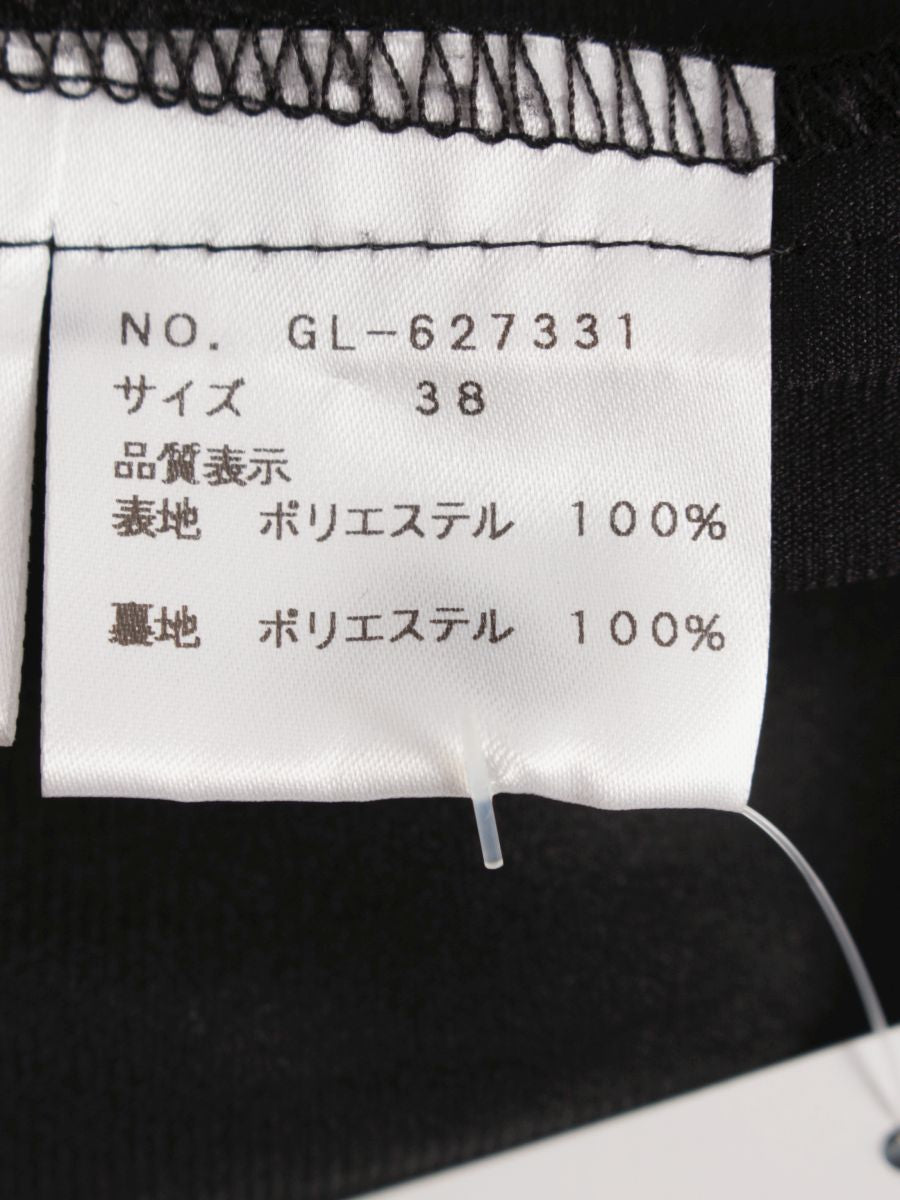 NO. GL-627331
サイズ 38
品質表示
表地 ポリエステル 100%
裏地 ポリエステル 100%